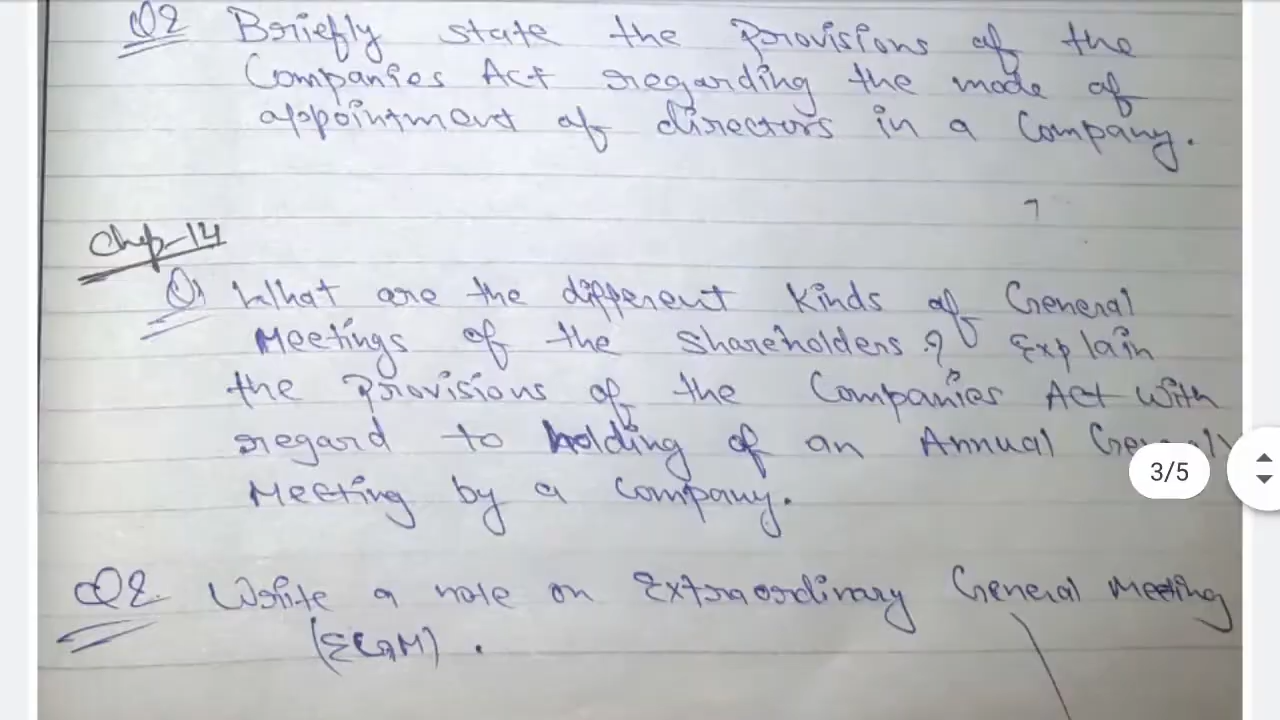 Q2 Briefly state the Provisions of the
Companies Act regarding the mode of
appointment of directors in a Company.
Chp-14
Q1 What are the different Kinds of General
Meetings of the Shareholders? Explain
the Provisions of the Companies Act with
regard to holding of an Annual General
Meeting by a Company.
3/5
Q2. Write a note on Extraordinary General Meeting
(EGM).